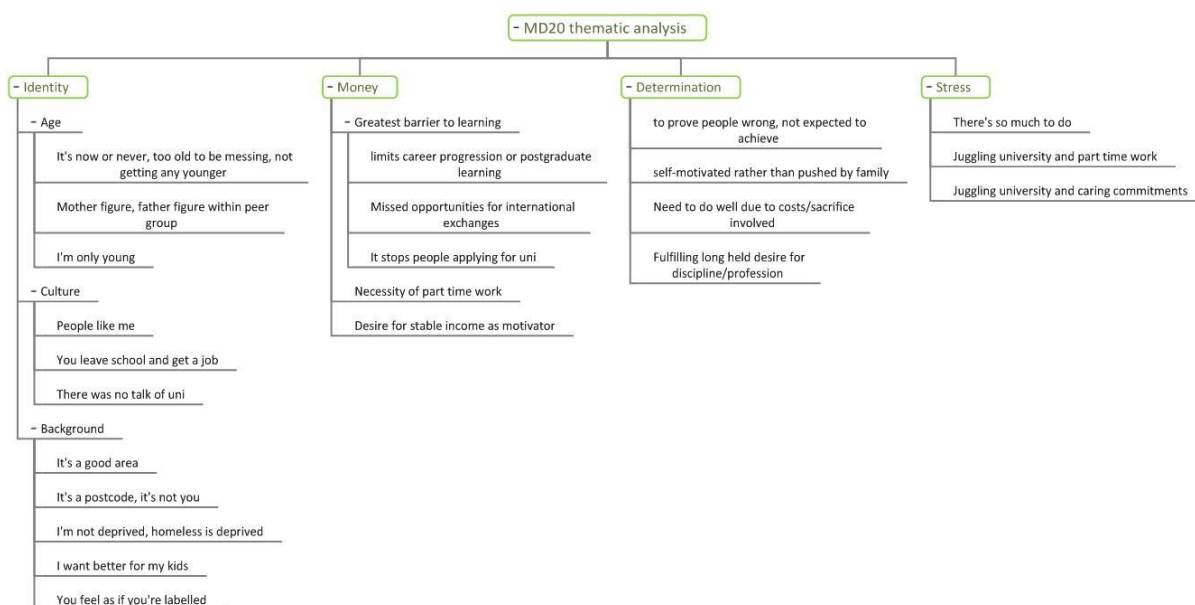 - MD20 thematic analysis
- Identity
- Age
It's now or never, too old to be messing, not
getting any younger
Mother figure, father figure within peer
group
I'm only young
- Culture
People like me
You leave school and get a job
There was no talk of uni
- Background
It's a good area
It's a postcode, it's not you
I'm not deprived, homeless is deprived
I want better for my kids
You feel as if you're labelled
- Money
- Greatest barrier to learning
limits career progression or postgraduate
learning
Missed opportunities for international
exchanges
It stops people applying for uni
Necessity of part time work
Desire for stable income as motivator
- Determination
to prove people wrong, not expected to
achieve
self-motivated rather than pushed by family
Need to do well due to costs/sacrifice
involved
Fulfilling long held desire for
discipline/profession
- Stress
There's so much to do
Juggling university and part time work
Juggling university and caring commitments